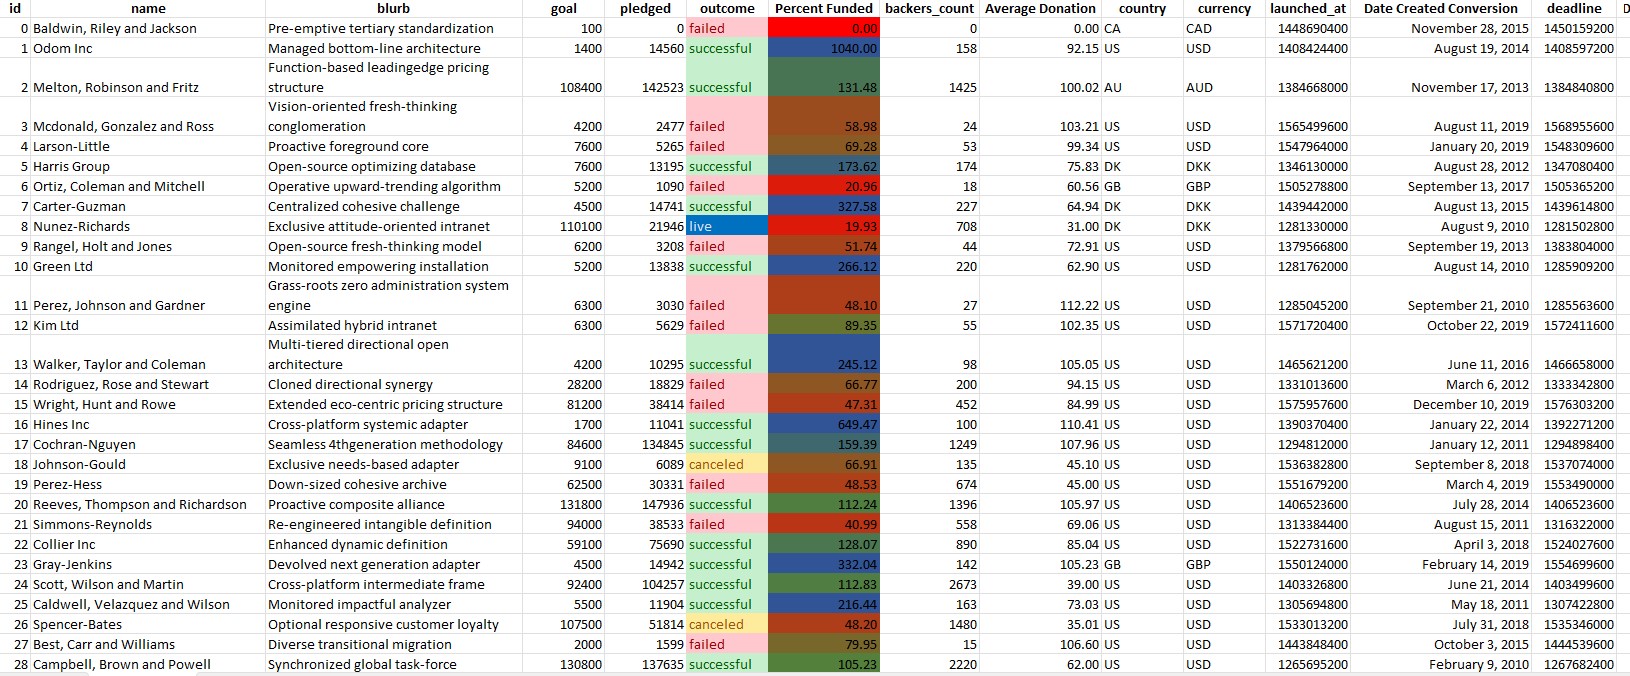 id name blurb goal pledged outcome Percent Funded backers_count Average Donation country currency launched_at Date Created Conversion deadline D
0 Baldwin, Riley and Jackson Pre-emptive tertiary standardization 100 0 failed 0.00 0 0.00 CA CAD 1448690400 November 28, 2015 1450159200
1 Odom Inc Managed bottom-line architecture 1400 14560 successful 1040.00 158 92.15 US USD 1408424400 August 19, 2014 1408597200
Function-based leadingedge pricing
2 Melton, Robinson and Fritz structure 108400 142523 successful 131.48 1425 100.02 AU AUD 1384668000 November 17, 2013 1384840800
Vision-oriented fresh-thinking
3 Mcdonald, Gonzalez and Ross conglomeration 4200 2477 failed 58.98 24 103.21 US USD 1565499600 August 11, 2019 1568955600
4 Larson-Little Proactive foreground core 7600 5265 failed 69.28 53 99.34 US USD 1547964000 January 20, 2019 1548309600
5 Harris Group Open-source optimizing database 7600 13195 successful 173.62 174 75.83 DK DKK 1346130000 August 28, 2012 1347080400
6 Ortiz, Coleman and Mitchell Operative upward-trending algorithm 5200 1090 failed 20.96 18 60.56 GB GBP 1505278800 September 13, 2017 1505365200
7 Carter-Guzman Centralized cohesive challenge 4500 14741 successful 327.58 227 64.94 DK DKK 1439442000 August 13, 2015 1439614800
8 Nunez-Richards Exclusive attitude-oriented intranet 110100 21946 live 19.93 708 31.00 DK DKK 1281330000 August 9, 2010 1281502800
9 Rangel, Holt and Jones Open-source fresh-thinking model 6200 3208 failed 51.74 44 72.91 US USD 1379566800 September 19, 2013 1383804000
10 Green Ltd Monitored empowering installation 5200 13838 successful 266.12 220 62.90 US USD 1281762000 August 14, 2010 1285909200
Grass-roots zero administration system
11 Perez, Johnson and Gardner engine 6300 3030 failed 48.10 27 112.22 US USD 1285045200 September 21, 2010 1285563600
12 Kim Ltd Assimilated hybrid intranet 6300 5629 failed 89.35 55 102.35 US USD 1571720400 October 22, 2019 1572411600
Multi-tiered directional open
13 Walker, Taylor and Coleman architecture 4200 10295 successful 245.12 98 105.05 US USD 1465621200 June 11, 2016 1466658000
14 Rodriguez, Rose and Stewart Cloned directional synergy 28200 18829 failed 66.77 200 94.15 US USD 1331013600 March 6, 2012 1333342800
15 Wright, Hunt and Rowe Extended eco-centric pricing structure 81200 38414 failed 47.31 452 84.99 US USD 1575957600 December 10, 2019 1576303200
16 Hines Inc Cross-platform systemic adapter 1700 11041 successful 649.47 100 110.41 US USD 1390370400 January 22, 2014 1392271200
17 Cochran-Nguyen Seamless 4thgeneration methodology 84600 134845 successful 159.39 1249 107.96 US USD 1294812000 January 12, 2011 1294898400
18 Johnson-Gould Exclusive needs-based adapter 9100 6089 canceled 66.91 135 45.10 US USD 1536382800 September 8, 2018 1537074000
19 Perez-Hess Down-sized cohesive archive 62500 30331 failed 48.53 674 45.00 US USD 1551679200 March 4, 2019 1553490000
20 Reeves, Thompson and Richardson Proactive composite alliance 131800 147936 successful 112.24 1396 105.97 US USD 1406523600 July 28, 2014 1406523600
21 Simmons-Reynolds Re-engineered intangible definition 94000 38533 failed 40.99 558 69.06 US USD 1313384400 August 15, 2011 1316322000
22 Collier Inc Enhanced dynamic definition 59100 75690 successful 128.07 890 85.04 US USD 1522731600 April 3, 2018 1524027600
23 Gray-Jenkins Devolved next generation adapter 4500 14942 successful 332.04 142 105.23 GB GBP 1550124000 February 14, 2019 1554699600
24 Scott, Wilson and Martin Cross-platform intermediate frame 92400 104257 successful 112.83 2673 39.00 US USD 1403326800 June 21, 2014 1403499600
25 Caldwell, Velazquez and Wilson Monitored impactful analyzer 5500 11904 successful 216.44 163 73.03 US USD 1305694800 May 18, 2011 1307422800
26 Spencer-Bates Optional responsive customer loyalty 107500 51814 canceled 48.20 1480 35.01 US USD 1533013200 July 31, 2018 1535346000
27 Best, Carr and Williams Diverse transitional migration 2000 1599 failed 79.95 15 106.60 US USD 1443848400 October 3, 2015 1444539600
28 Campbell, Brown and Powell Synchronized global task-force 130800 137635 successful 105.23 2220 62.00 US USD 1265695200 February 9, 2010 1267682400